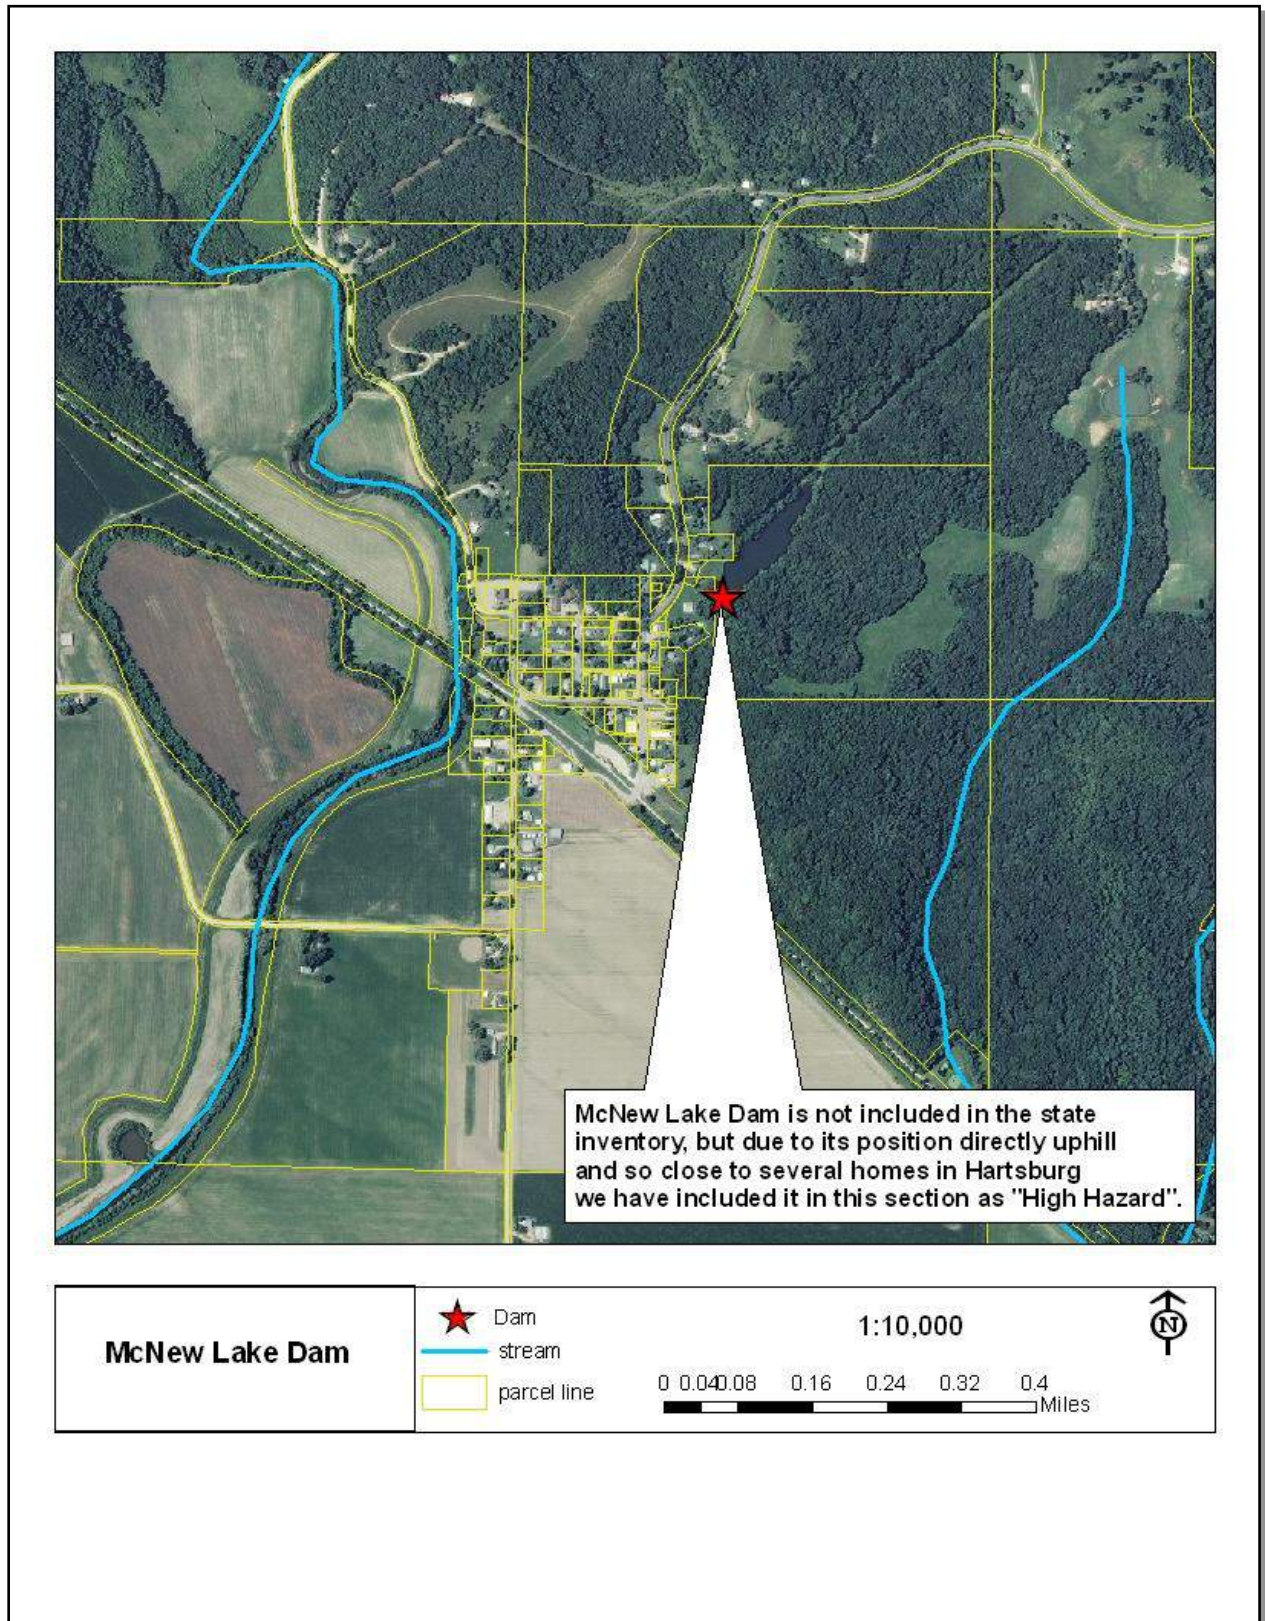 McNew Lake Dam is not included in the state
inventory, but due to its position directly uphill
and so close to several homes in Hartsburg
we have included it in this section as "High Hazard".
McNew Lake Dam
Dam
stream
parcel line
1:10,000
0 0.04 0.08 0.16 0.24 0.32 0.4
Miles
N